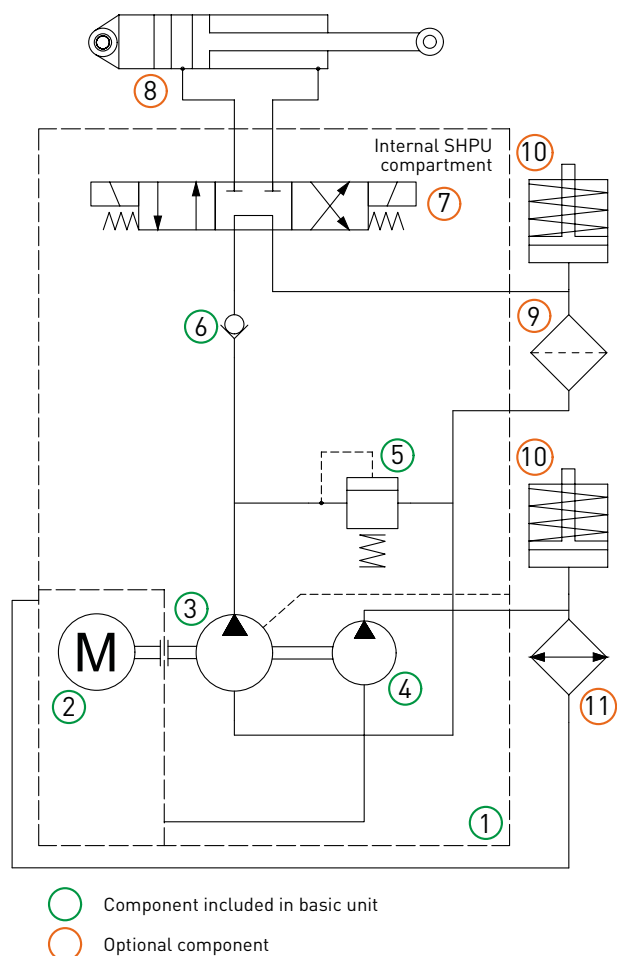 8
Internal SHPU
compartment
10
7
9
6
10
5
3
M
4
2
11
1
Component included in basic unit
Optional component